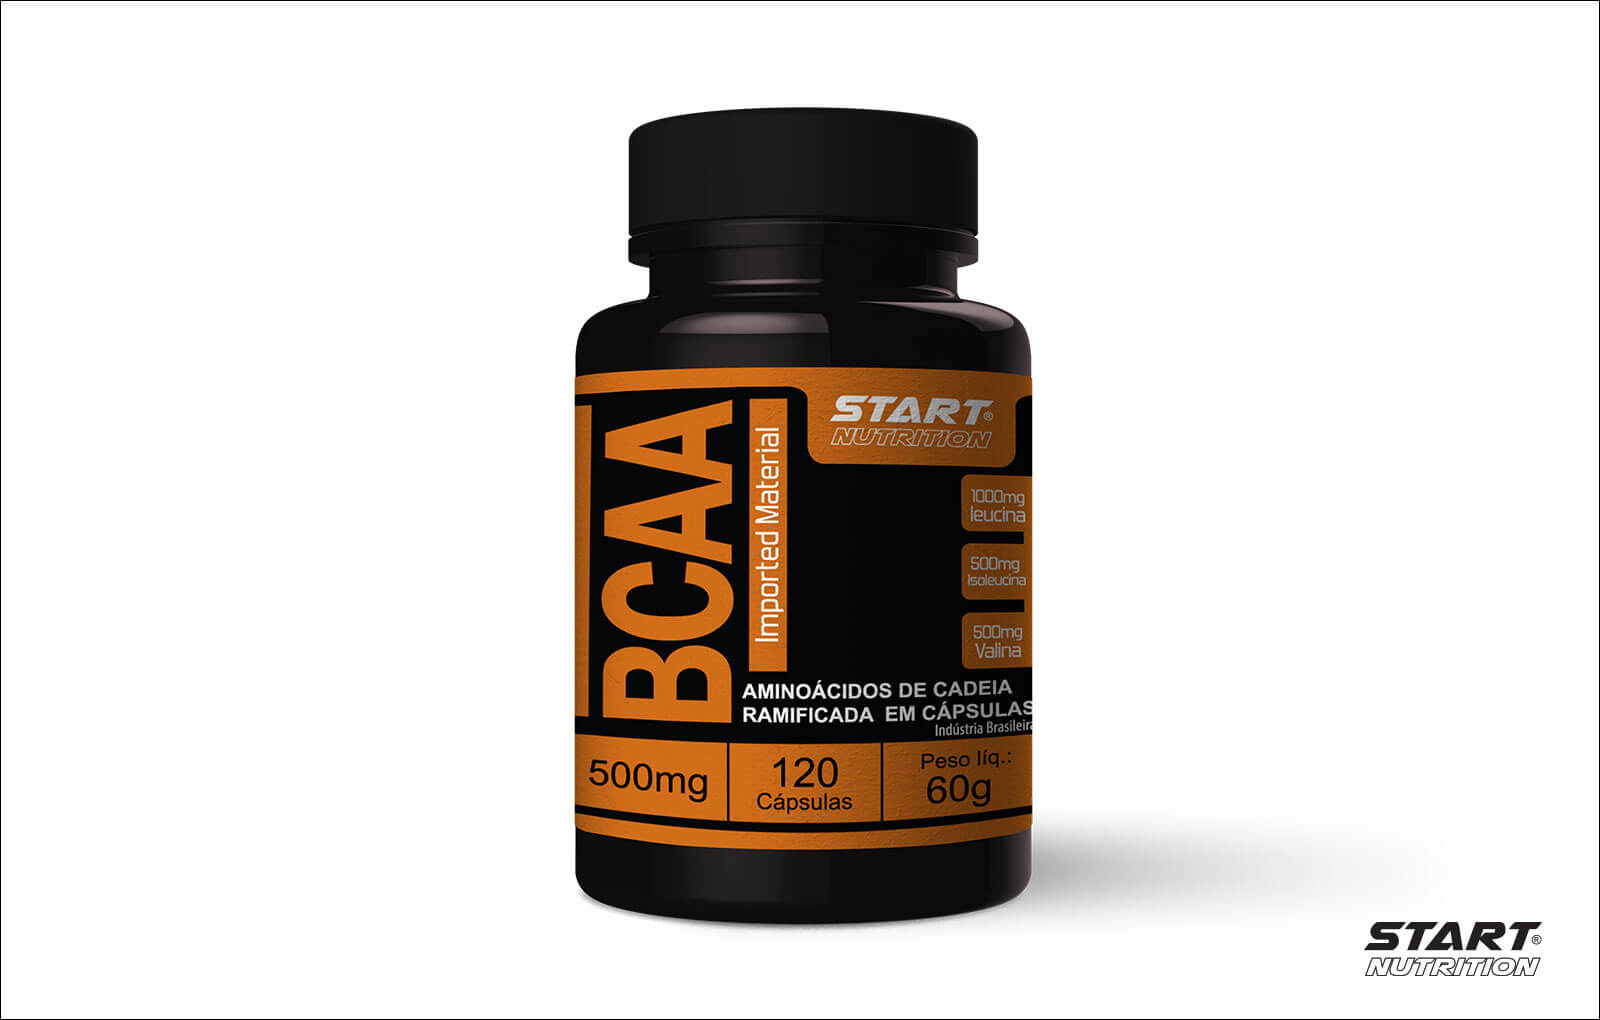 START®
NUTRITION
BCAA
Imported Material
1000mg
leucina
500mg
Isoleucina
500mg
Valina
AMINOÁCIDOS DE CADEIA
RAMIFICADA EM CÁPSULAS
Indústria Brasileira
500mg
120
Cápsulas
Peso líq.:
60g
START®
NUTRITION